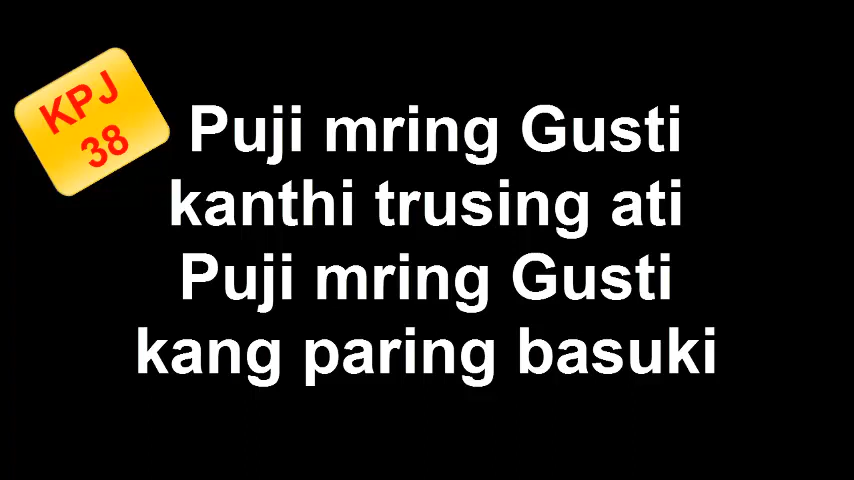 KPJ
38
Puji mring Gusti
kanthi trusing ati
Puji mring Gusti
kang paring basuki